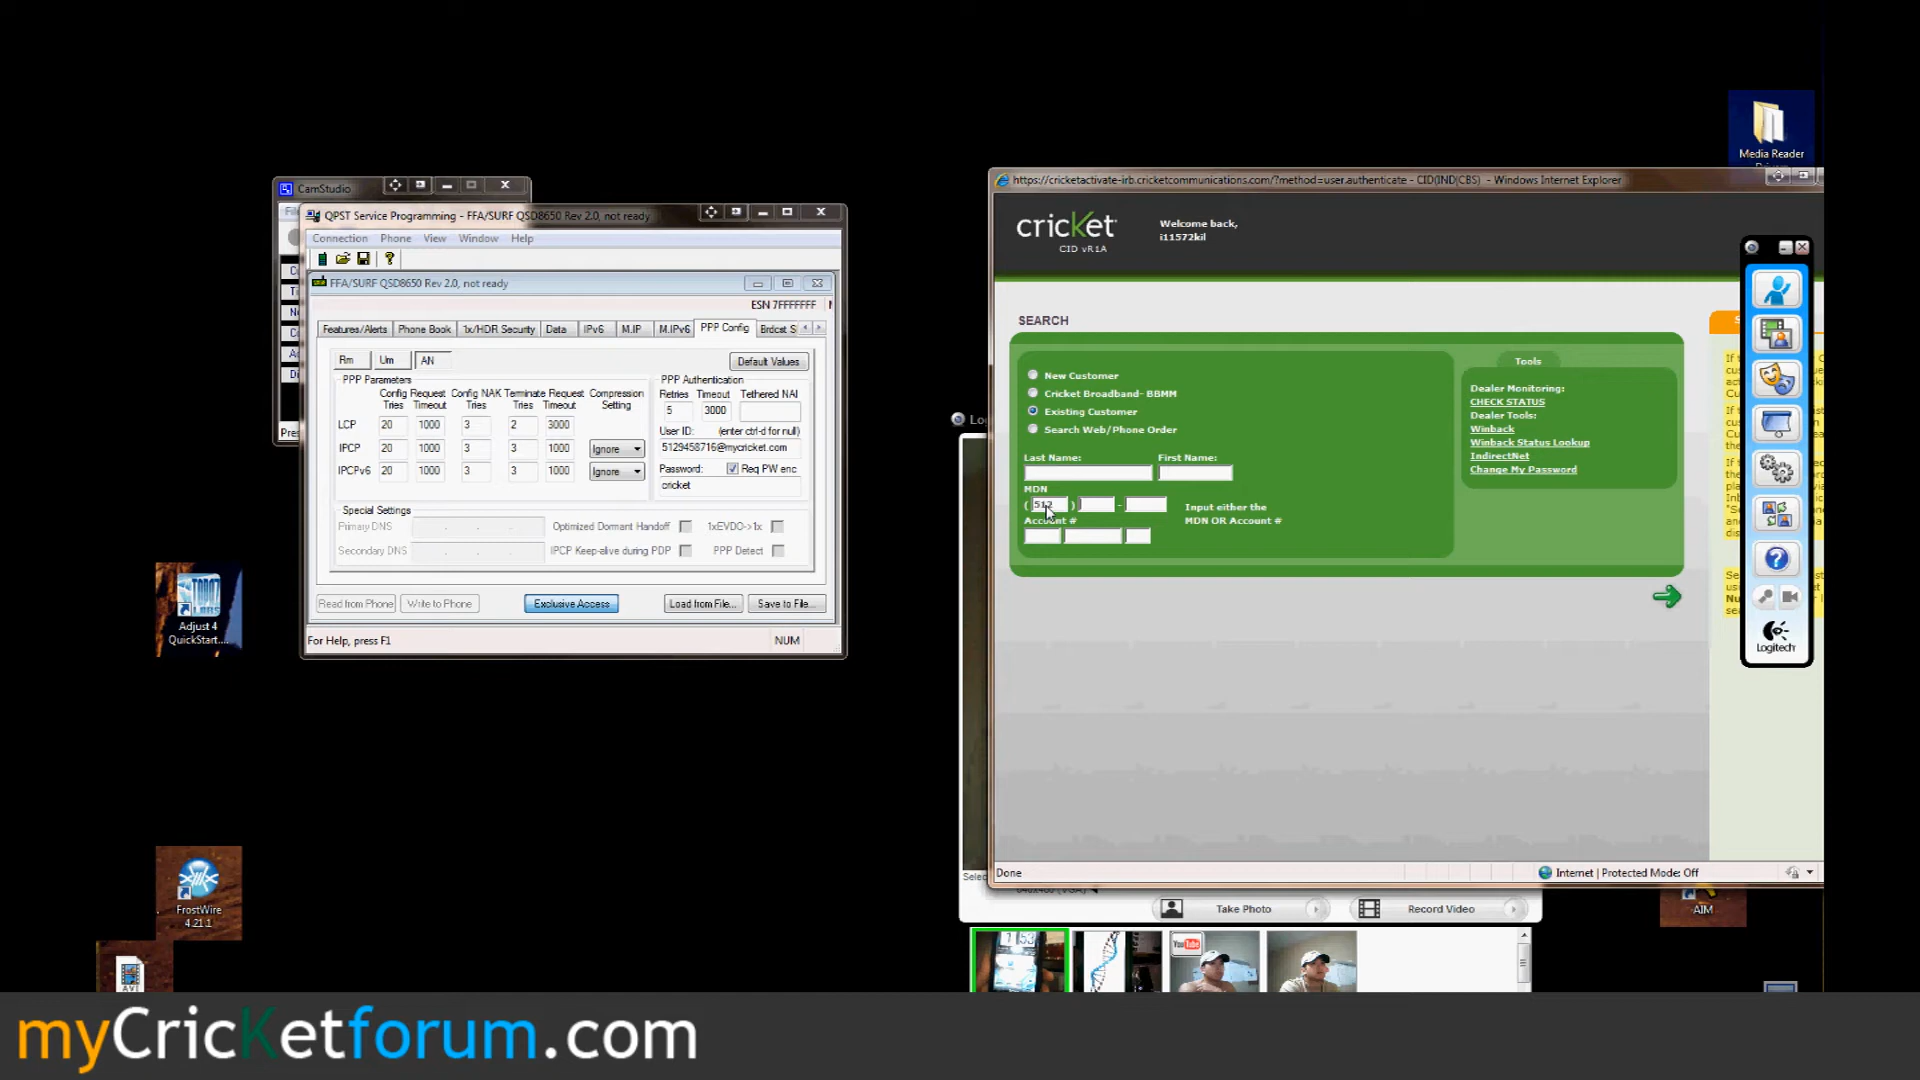 Media Reader
CamStudio
QPST Service Programming - FFA/SURF QSD8650 Rev 2.0, not ready
Connection Phone View Window Help
FFA/SURF QSD8650 Rev 2.0, not ready
ESN 7FFFFFFF
Features/Alerts Phone Book 1x/HDR Security Data IPv6 M.IP M.IPv6 PPP Config Brdcst S
Rm Um AN Default Values
PPP Parameters
Config Tries Request Timeout Config NAK Tries Terminate Tries Request Timeout Compression Setting
LCP 20 1000 3 2 3000
IPCP 20 1000 3 3 1000 Ignore
IPCPv6 20 1000 3 3 1000 Ignore
PPP Authentication
Retries Timeout Tethered NAI
5 3000
User ID: (enter ctrl-d for null)
5129458716@mycricket.com
Password: Req PW enc
cricket
Special Settings
Primary DNS Optimized Dormant Handoff 1xEVDO->1x
Secondary DNS IPCP Keep-alive during PDP PPP Detect
Read from Phone Write to Phone Exclusive Access Load from File... Save to File...
For Help, press F1 NUM
https://cricketactivate-irb.cricketcommunications.com/?method=user.authenticate - CID(IND|CBS) - Windows Internet Explorer
cricket
CID vR1A
Welcome back,
i11572kil
SEARCH
New Customer
Cricket Broadband- BBMM
Existing Customer
Search Web/Phone Order
Last Name: First Name:
MDN
( 512 ) - 
Input either the
MDN OR Account #
Account #
Tools
Dealer Monitoring:
CHECK STATUS
Dealer Tools:
Winback
Winback Status Lookup
IndirectNet
Change My Password
Done Internet | Protected Mode: Off
Logitech
Adjust 4
QuickStart....
FrostWire
4.21.1
AVI
Take Photo Record Video
YouTube
AIM
myCricKetforum.com